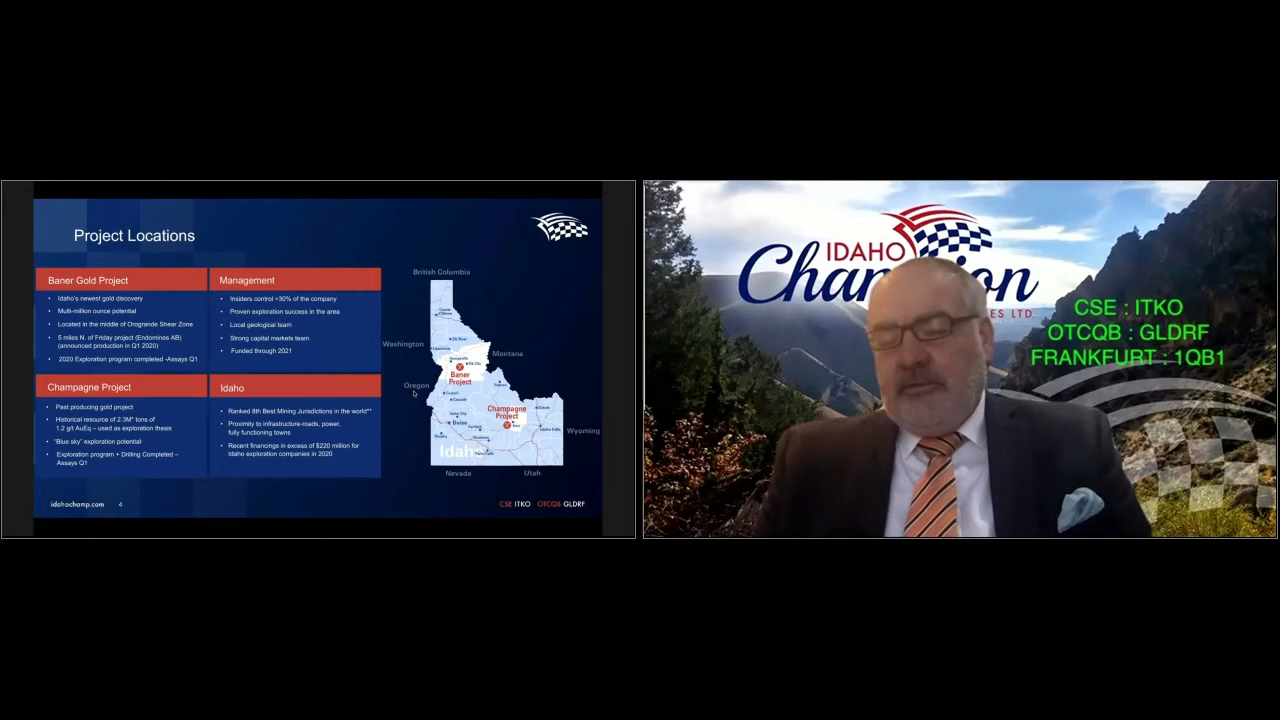 Project Locations
Baner Gold Project
• Idaho's newest gold discovery
• Multi-million ounce potential
• Located in the middle of Orogrande Shear Zone
• 5 miles N. of Friday project (Endomines AB)
(announced production in Q1 2020)
• 2020 Exploration program completed -Assays Q1
Management
• Insiders control >30% of the company
• Proven exploration success in the area
• Local geological team
• Strong capital markets team
• Funded through 2021
Champagne Project
• Past producing gold project
• Historical resource of 2.3M* tons of
1.2 g/t AuEq – used as exploration thesis
• "Blue sky" exploration potential
• Exploration program + Drilling Completed –
Assays Q1
Idaho
• Ranked 8th Best Mining Jurisdictions in the world**
• Proximity to infrastructure-roads, power,
fully functioning towns
• Recent financings in excess of $220 million for
Idaho exploration companies in 2020
British Columbia
Washington
Montana
Oregon
Baner
Project
Champagne
Project
Boise
Idaho Falls
Twin Falls
Wyoming
Idaho
Nevada
Utah
idahochamp.com 4
CSE ITKO OTCQB GLDRF
IDAHO
CSE : ITKO
OTCQB : GLDRF
FRANKFURT : 1QB1